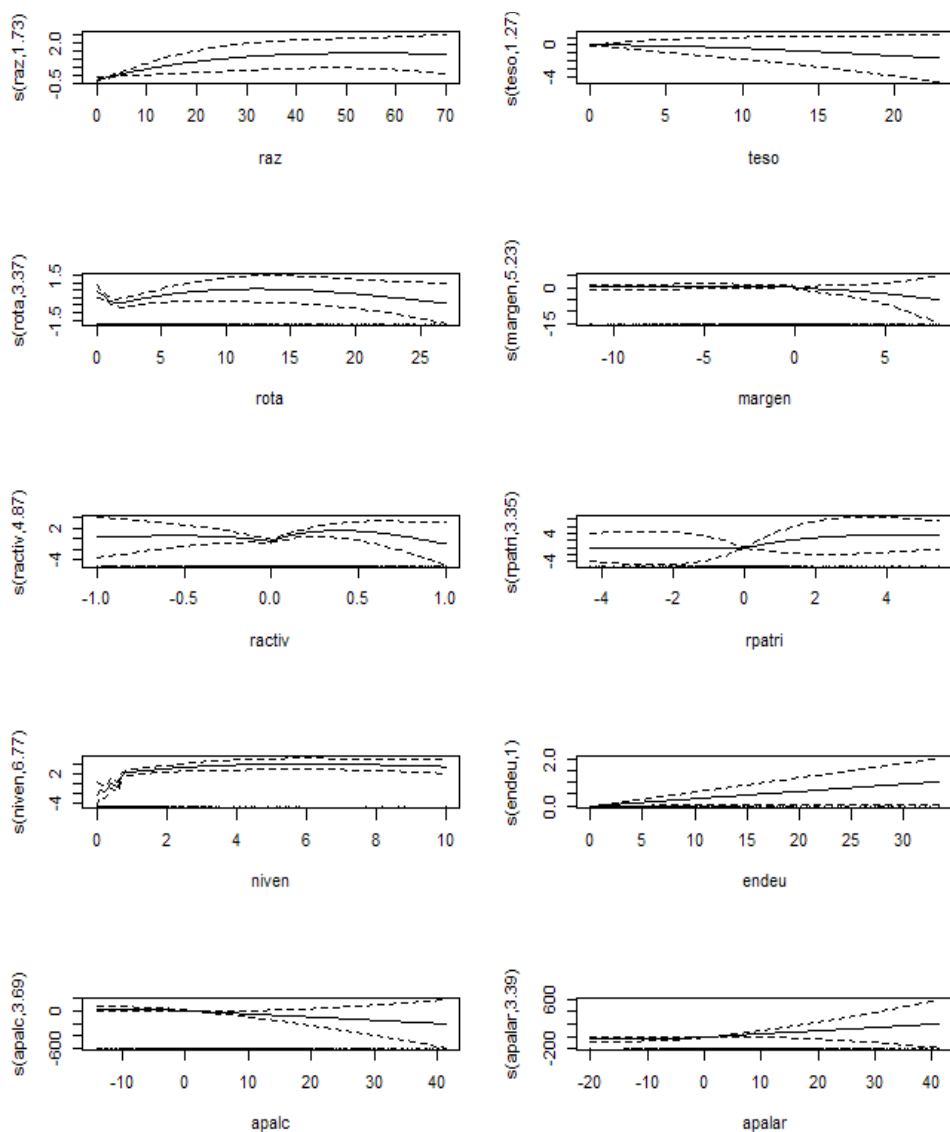 s(raz,1.73)
-0.5 2.0
0 10 20 30 40 50 60 70
raz
s(teso,1.27)
-4 0
0 5 10 15 20
teso
s(rota,3.37)
-1.5 1.5
0 5 10 15 20 25
rota
s(margen,5.23)
-15 0
-10 -5 0 5
margen
s(ractiv,4.87)
-4 2
-1.0 -0.5 0.0 0.5 1.0
ractiv
s(rpatri,3.35)
-4 4
-4 -2 0 2 4
rpatri
s(niven,6.77)
-4 2
0 2 4 6 8 10
niven
s(endeu,1)
0.0 2.0
0 5 10 15 20 25 30
endeu
s(apalc,3.69)
-600 0
-10 0 10 20 30 40
apalc
s(apalar,3.39)
-200 600
-20 -10 0 10 20 30 40
apalar